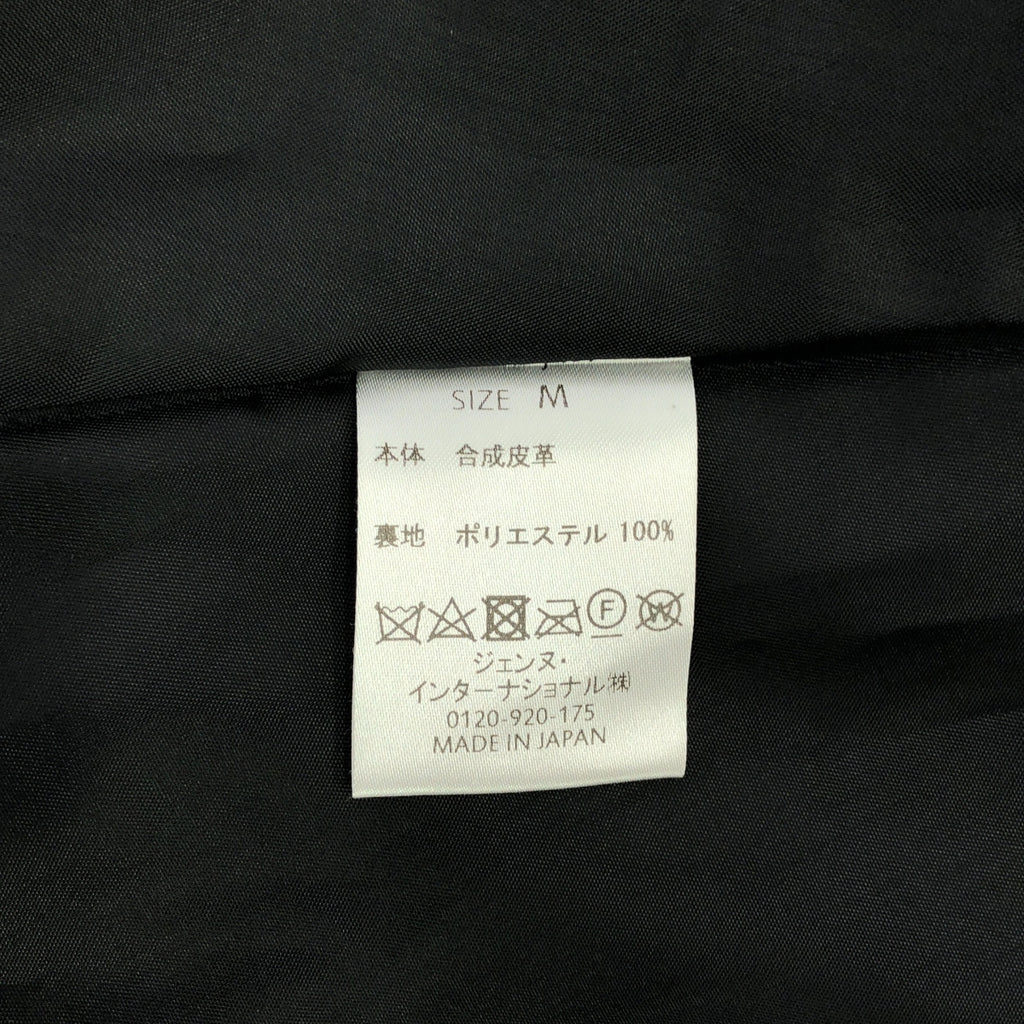 SIZE M
本体 合成皮革
裏地 ポリエステル 100%
F W
ジェンヌ・
インターナショナル㈱
0120-920-175
MADE IN JAPAN